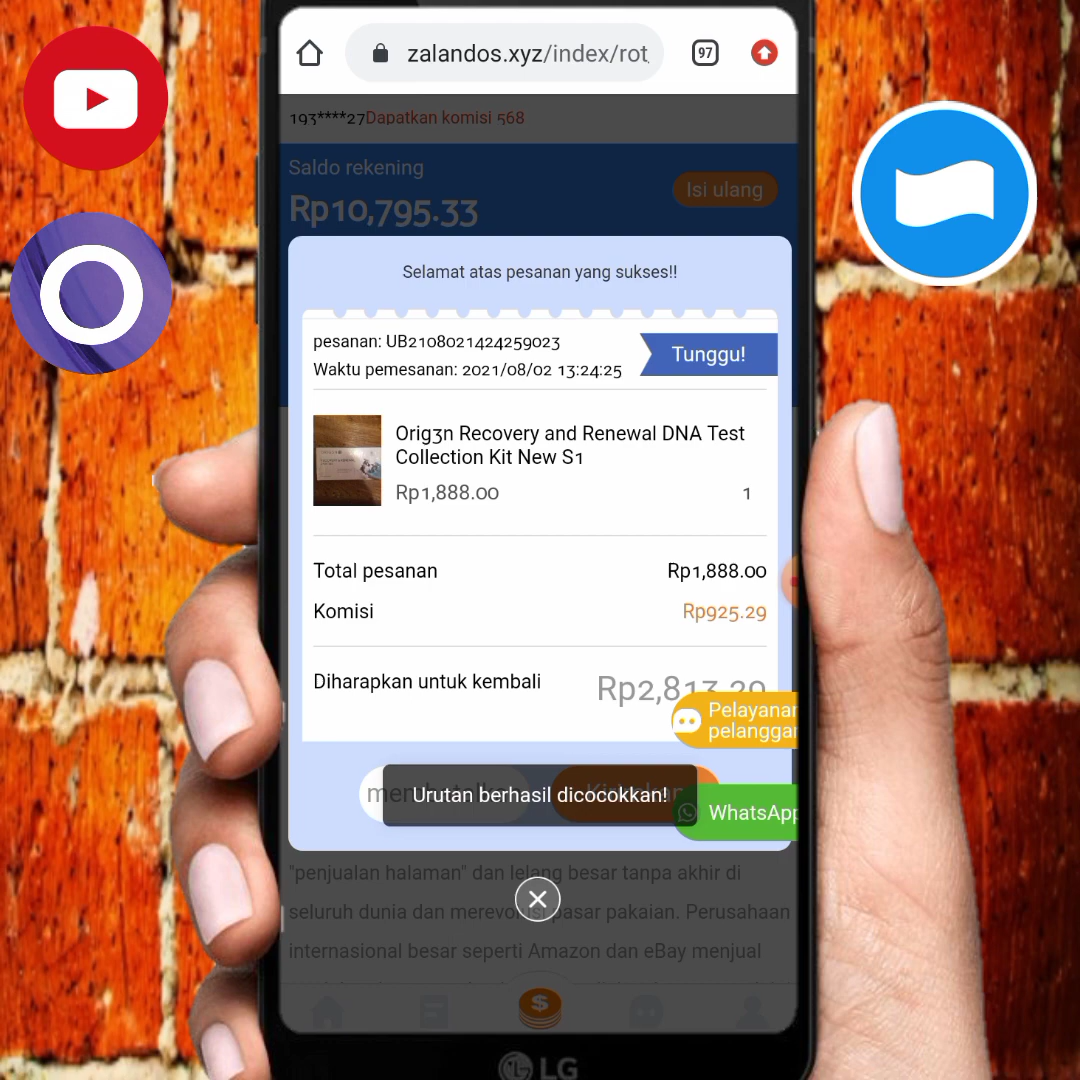 zalandos.xyz/index/rot
97
193****27Dapatkan komisi 568
Saldo rekening
Rp10,795.33
Isi ulang
Selamat atas pesanan yang sukses!!
pesanan: UB2108021424259023
Waktu pemesanan: 2021/08/02 13:24:25
Tunggu!
Orig3n Recovery and Renewal DNA Test
Collection Kit New S1
Rp1,888.00
1
Total pesanan
Rp1,888.00
Komisi
Rp925.29
Diharapkan untuk kembali
Rp2,813.29
Pelayanan
pelanggan
Urutan berhasil dicocokkan!
WhatsApp
"penjualan halaman" dan lelang besar tanpa akhir di
seluruh dunia dan merevolusi pasar pakaian. Perusahaan
internasional besar seperti Amazon dan eBay menjual
LG